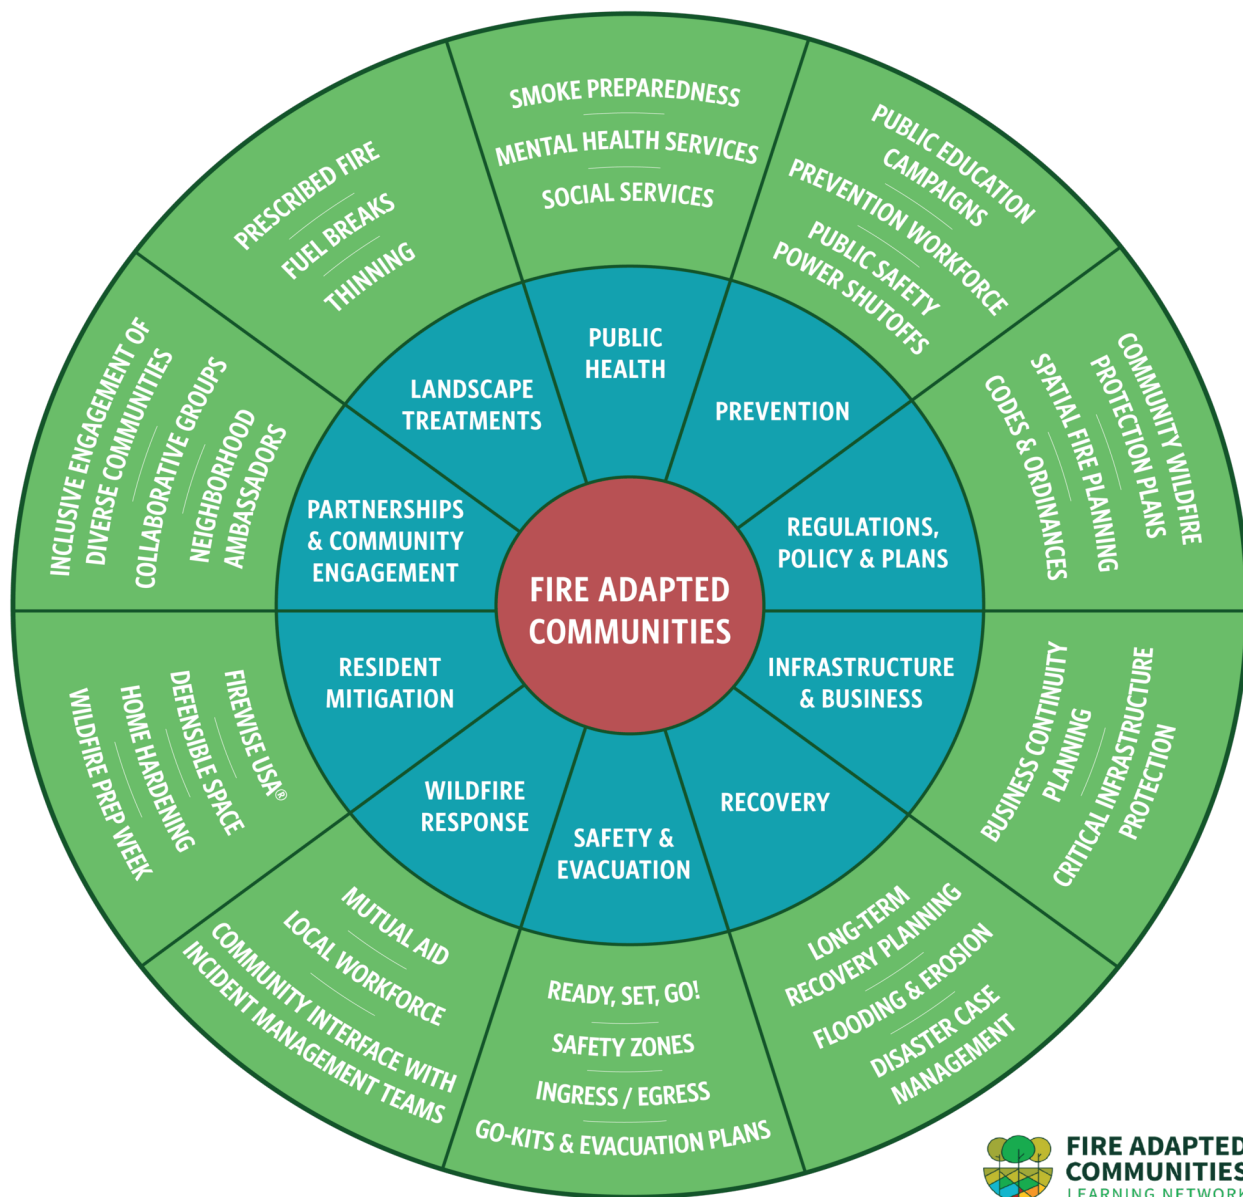 FIRE ADAPTED
COMMUNITIES
PUBLIC
HEALTH
SMOKE PREPAREDNESS
MENTAL HEALTH SERVICES
SOCIAL SERVICES
PREVENTION
PUBLIC EDUCATION
CAMPAIGNS
PREVENTION WORKFORCE
PUBLIC SAFETY
POWER SHUTOFFS
REGULATIONS,
POLICY & PLANS
COMMUNITY WILDFIRE
PROTECTION PLANS
SPATIAL FIRE PLANNING
CODES & ORDINANCES
INFRASTRUCTURE
& BUSINESS
BUSINESS CONTINUITY
PLANNING
CRITICAL INFRASTRUCTURE
PROTECTION
RECOVERY
LONG-TERM
RECOVERY PLANNING
FLOODING & EROSION
DISASTER CASE
MANAGEMENT
SAFETY &
EVACUATION
READY, SET, GO!
SAFETY ZONES
INGRESS / EGRESS
GO-KITS & EVACUATION PLANS
WILDFIRE
RESPONSE
MUTUAL AID
LOCAL WORKFORCE
COMMUNITY INTERFACE WITH
INCIDENT MANAGEMENT TEAMS
RESIDENT
MITIGATION
FIREWISE USA®
DEFENSIBLE SPACE
HOME HARDENING
WILDFIRE PREP WEEK
PARTNERSHIPS
& COMMUNITY
ENGAGEMENT
INCLUSIVE ENGAGEMENT OF
DIVERSE COMMUNITIES
COLLABORATIVE GROUPS
NEIGHBORHOOD
AMBASSADORS
LANDSCAPE
TREATMENTS
PRESCRIBED FIRE
FUEL BREAKS
THINNING
FIRE ADAPTED
COMMUNITIES
LEARNING NETWORK